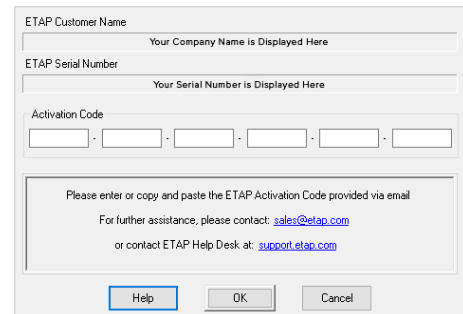 ETAP Customer Name
Your Company Name is Displayed Here
ETAP Serial Number
Your Serial Number is Displayed Here
Activation Code
- - - - -
Please enter or copy and paste the ETAP Activation Code provided via email
For further assistance, please contact: sales@etap.com
or contact ETAP Help Desk at: support.etap.com
Help OK Cancel